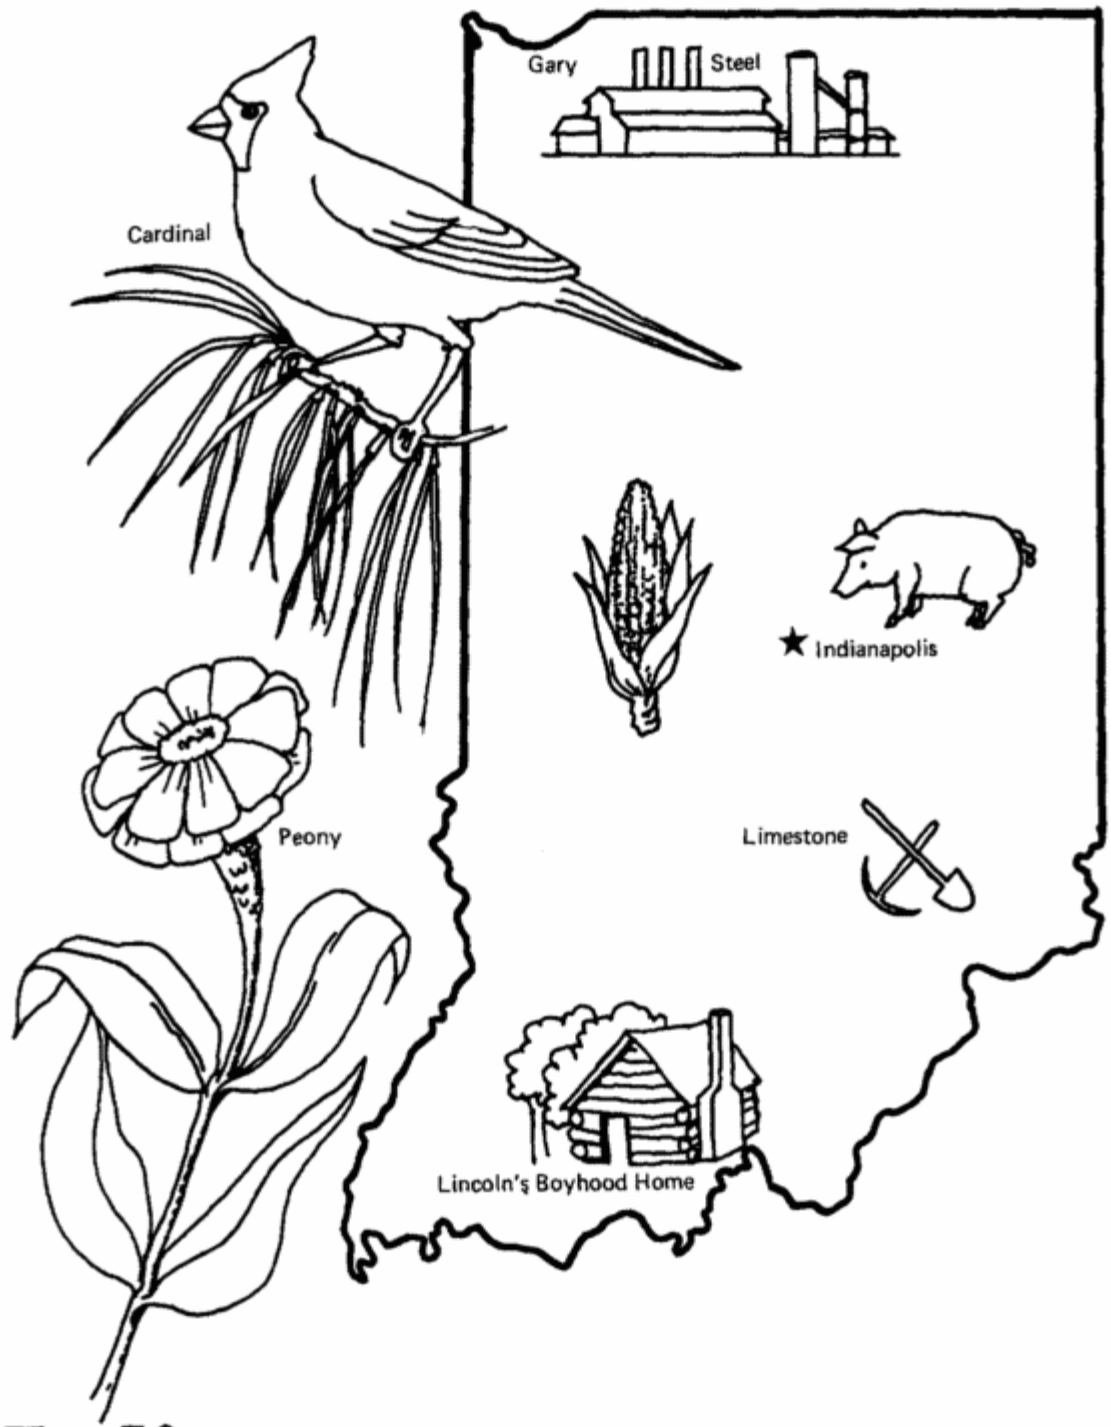 Gary
Steel
Cardinal
Indianapolis
Peony
Limestone
Lincoln's Boyhood Home